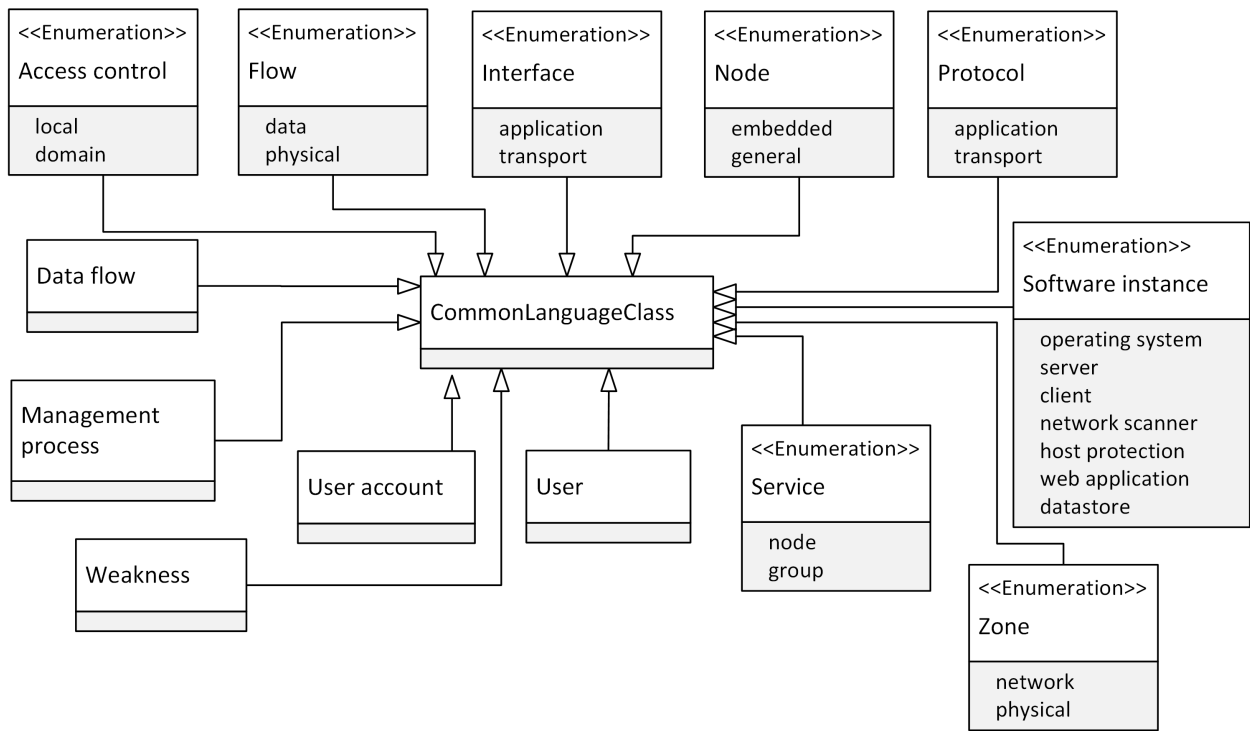 <<Enumeration>>
Access control
local
domain
<<Enumeration>>
Flow
data
physical
<<Enumeration>>
Interface
application
transport
<<Enumeration>>
Node
embedded
general
<<Enumeration>>
Protocol
application
transport
Data flow
CommonLanguageClass
<<Enumeration>>
Software instance
operating system
server
client
network scanner
host protection
web application
datastore
Management
process
User account
User
<<Enumeration>>
Service
node
group
Weakness
<<Enumeration>>
Zone
network
physical